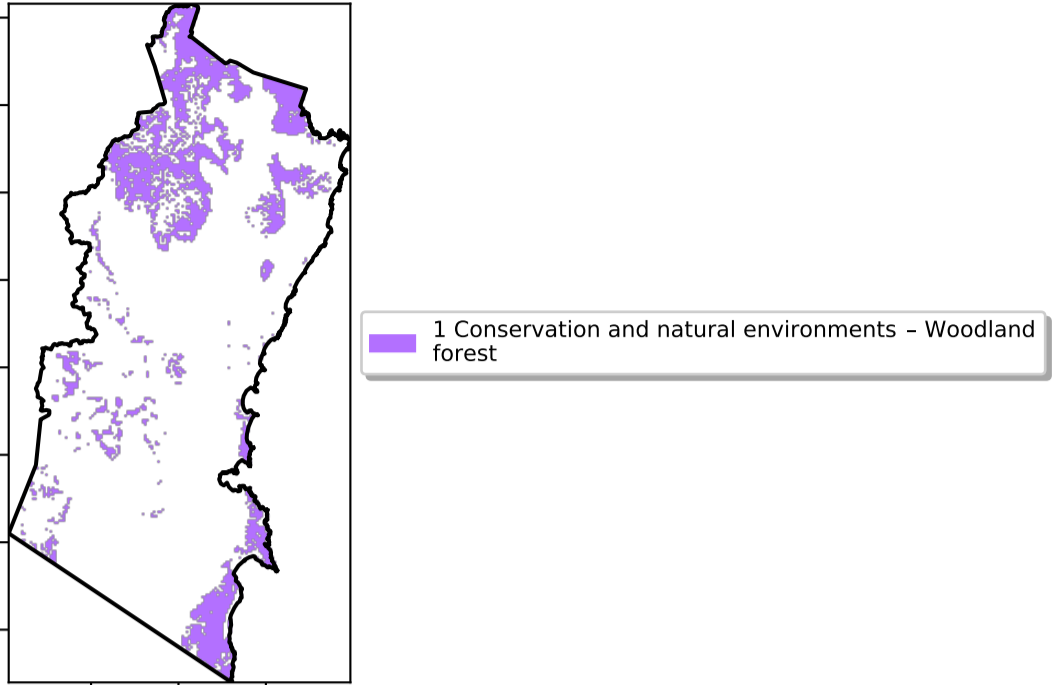 1 Conservation and natural environments – Woodland
forest